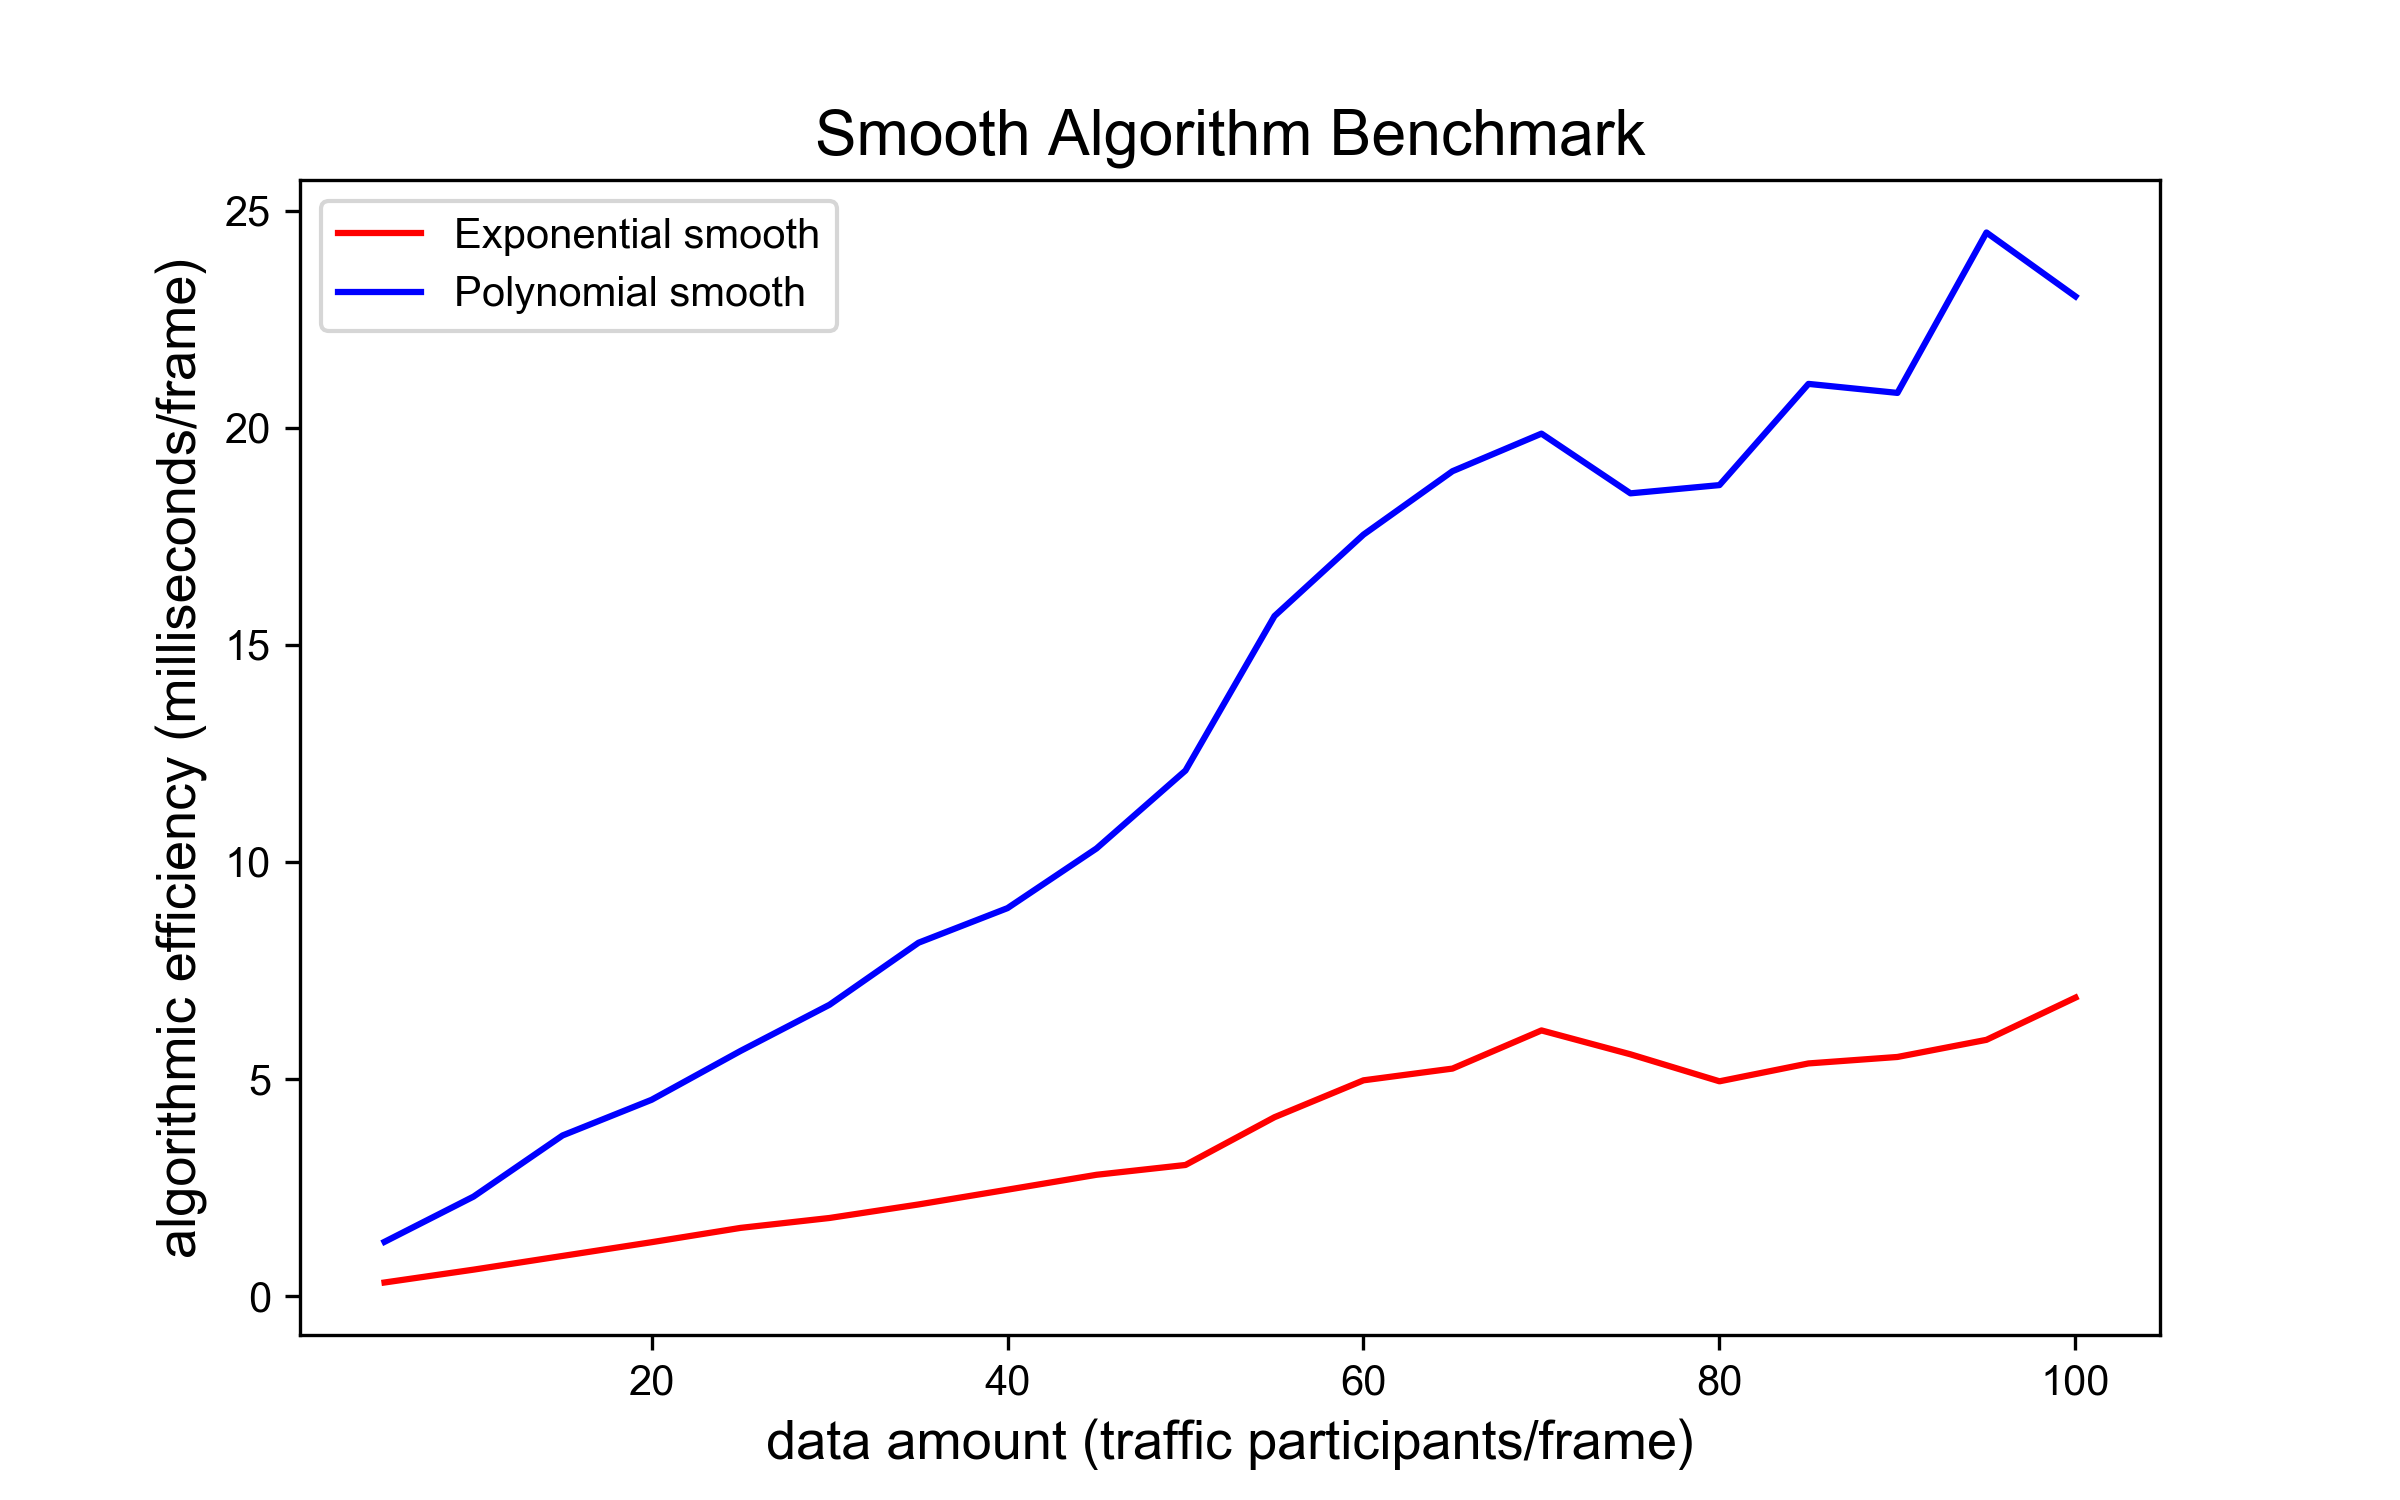 Smooth Algorithm Benchmark
Exponential smooth
Polynomial smooth
algorithmic efficiency (milliseconds/frame)
25
20
15
10
5
0
20 40 60 80 100
data amount (traffic participants/frame)